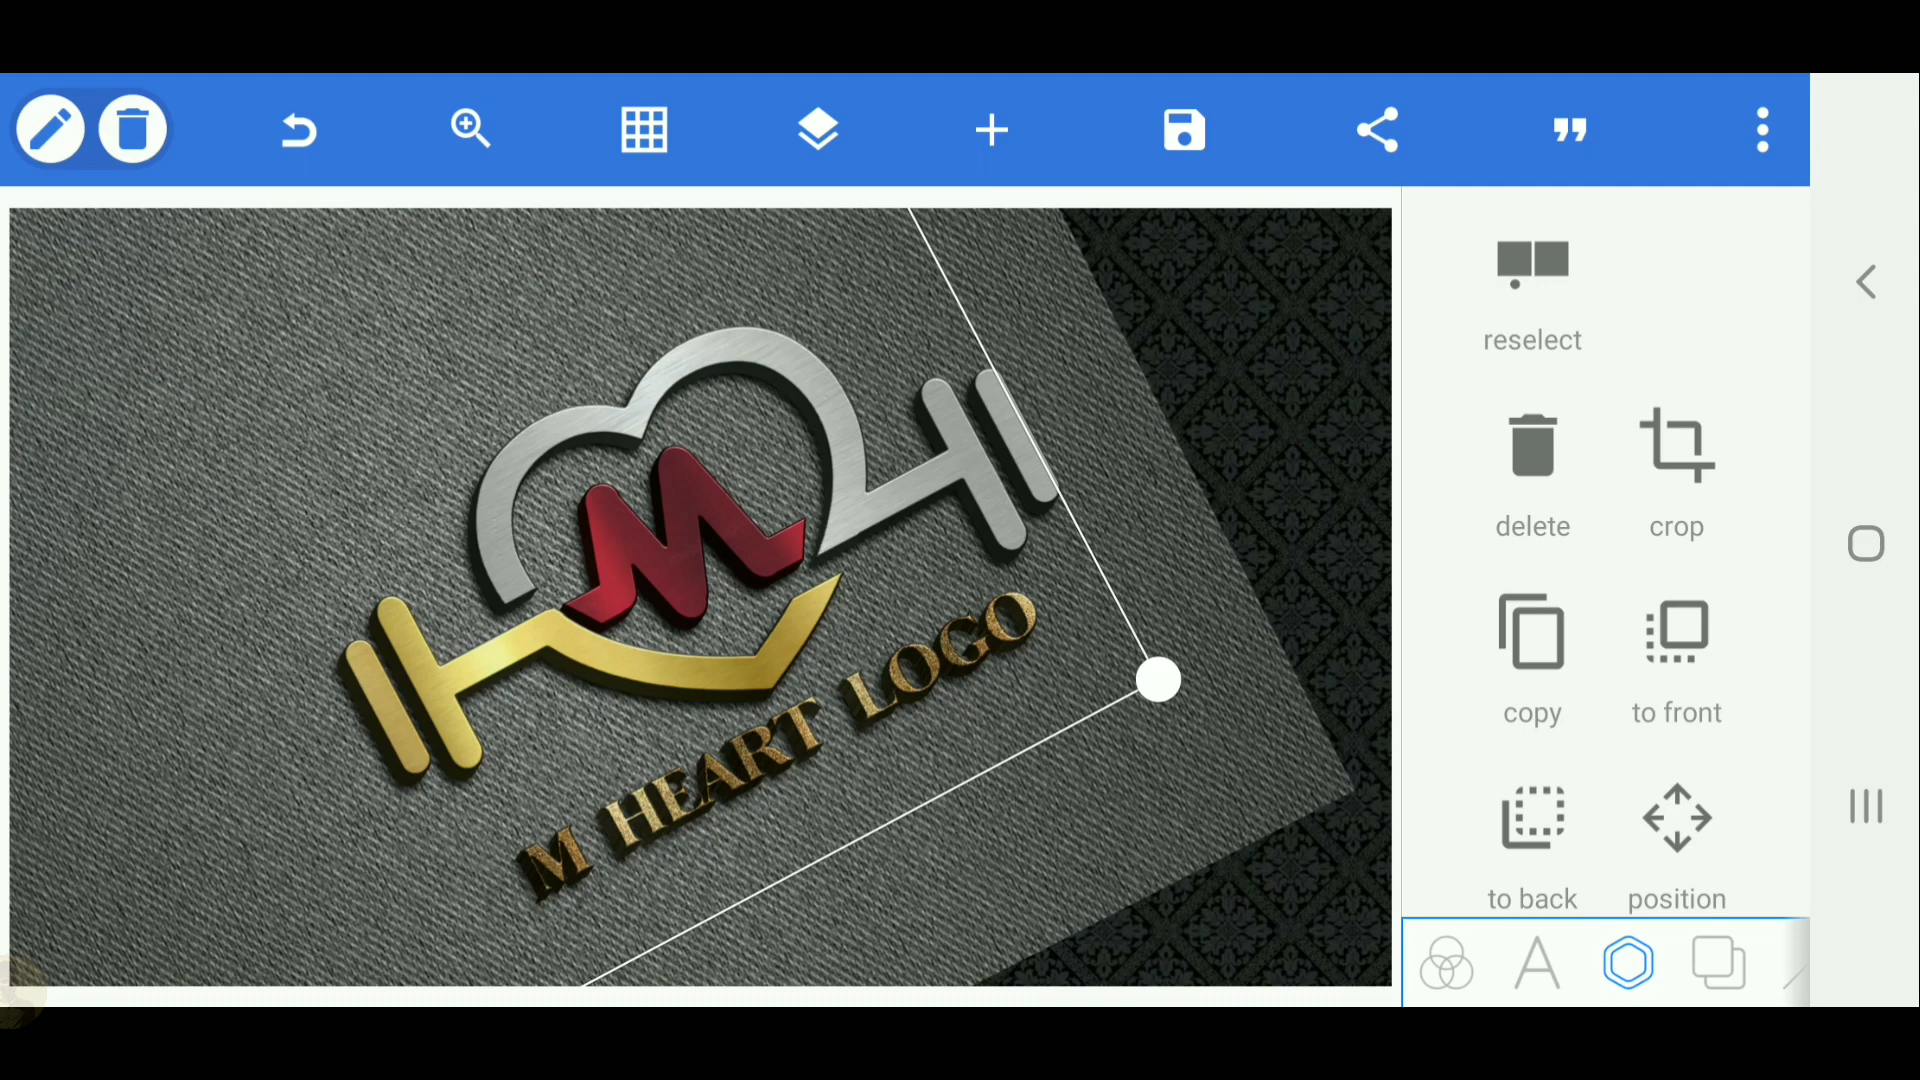 reselect
delete
crop
copy
to front
to back
position
M HEART LOGO